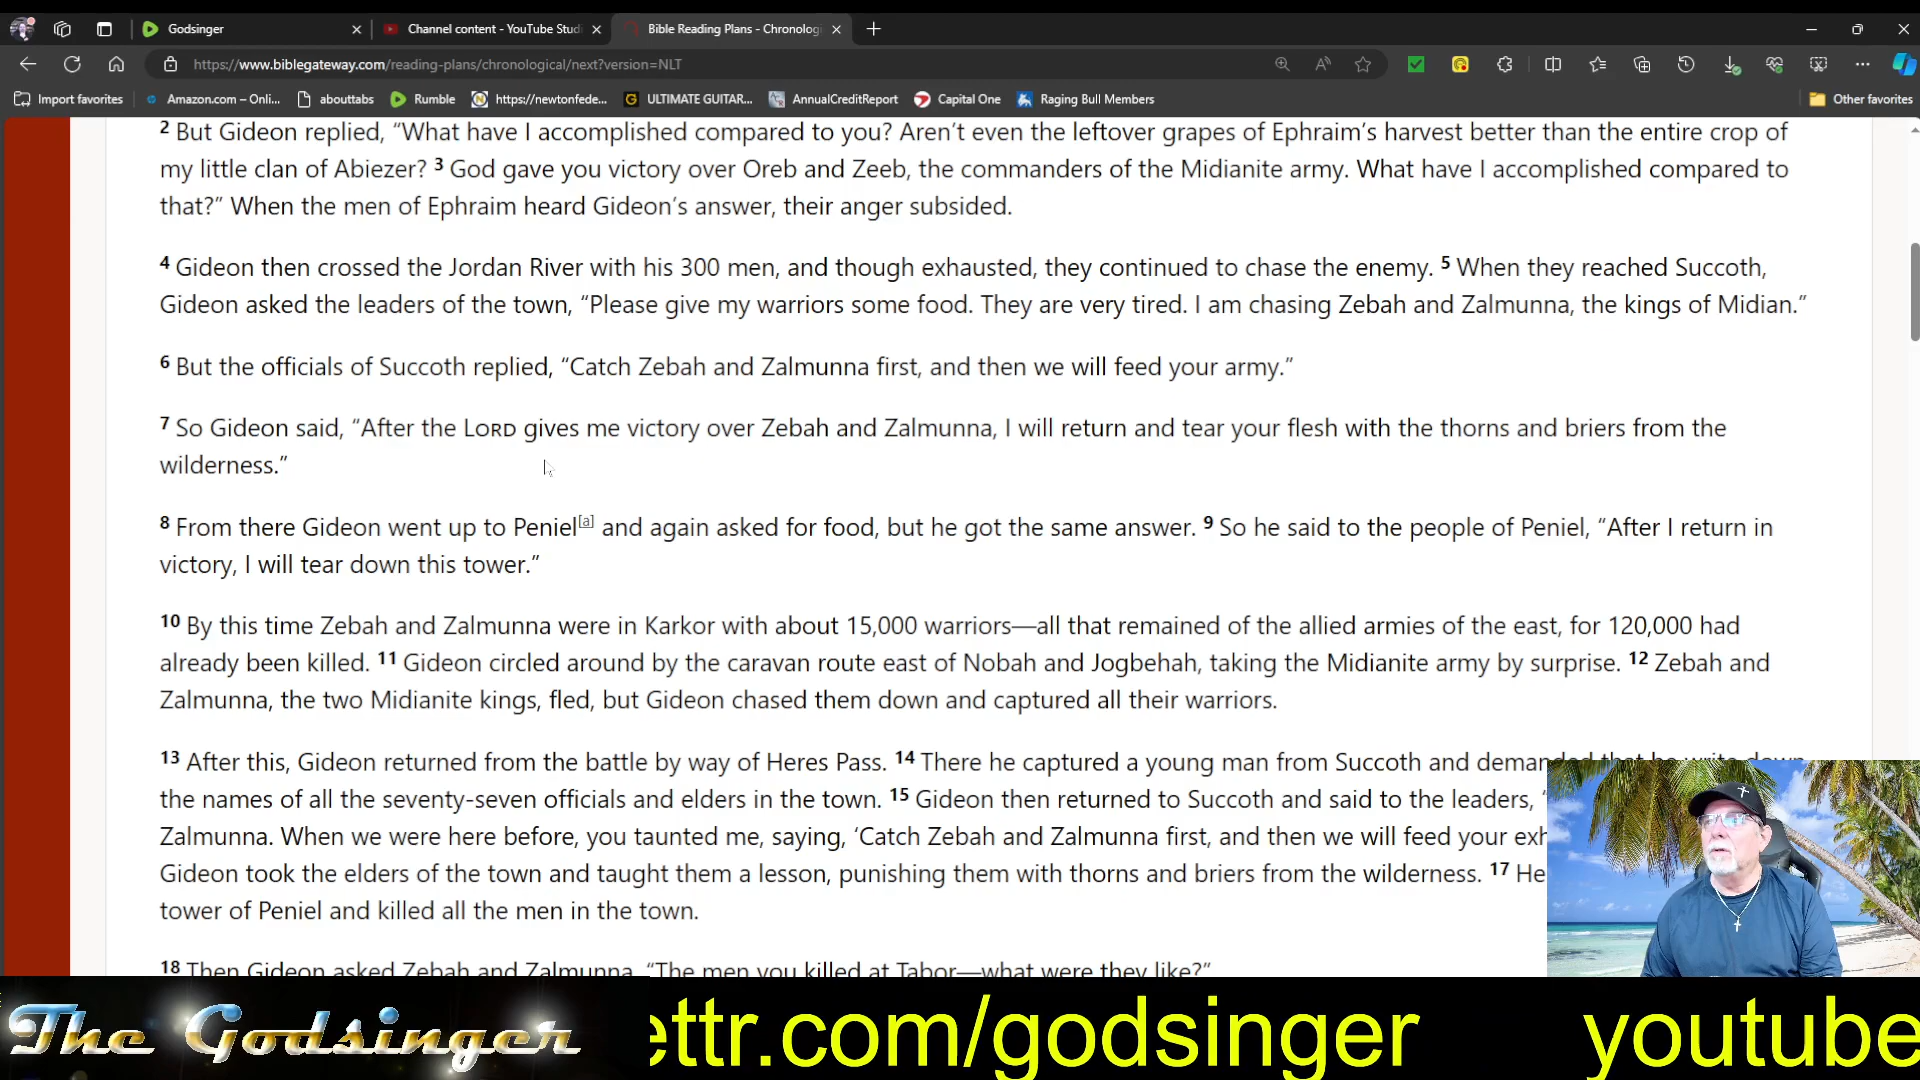 Godsinger
Channel content - YouTube Studi
Bible Reading Plans - Chronolog
https://www.biblegateway.com/reading-plans/chronological/next?version=NLT
Import favorites
Amazon.com – Onli...
abouttabs
Rumble
https://newtonfede...
ULTIMATE GUITAR...
AnnualCreditReport
Capital One
Raging Bull Members
Other favorites
2 But Gideon replied, “What have I accomplished compared to you? Aren’t even the leftover grapes of Ephraim’s harvest better than the entire crop of
my little clan of Abiezer? 3 God gave you victory over Oreb and Zeeb, the commanders of the Midianite army. What have I accomplished compared to
that?” When the men of Ephraim heard Gideon’s answer, their anger subsided.
4 Gideon then crossed the Jordan River with his 300 men, and though exhausted, they continued to chase the enemy. 5 When they reached Succoth,
Gideon asked the leaders of the town, “Please give my warriors some food. They are very tired. I am chasing Zebah and Zalmunna, the kings of Midian.”
6 But the officials of Succoth replied, “Catch Zebah and Zalmunna first, and then we will feed your army.”
7 So Gideon said, “After the LORD gives me victory over Zebah and Zalmunna, I will return and tear your flesh with the thorns and briers from the
wilderness.”
8 From there Gideon went up to Peniel[a] and again asked for food, but he got the same answer. 9 So he said to the people of Peniel, “After I return in
victory, I will tear down this tower.”
10 By this time Zebah and Zalmunna were in Karkor with about 15,000 warriors—all that remained of the allied armies of the east, for 120,000 had
already been killed. 11 Gideon circled around by the caravan route east of Nobah and Jogbehah, taking the Midianite army by surprise. 12 Zebah and
Zalmunna, the two Midianite kings, fled, but Gideon chased them down and captured all their warriors.
13 After this, Gideon returned from the battle by way of Heres Pass. 14 There he captured a young man from Succoth and demanded that he write down
the names of all the seventy-seven officials and elders in the town. 15 Gideon then returned to Succoth and said to the leaders, “
Zalmunna. When we were here before, you taunted me, saying, ‘Catch Zebah and Zalmunna first, and then we will feed your exh
Gideon took the elders of the town and taught them a lesson, punishing them with thorns and briers from the wilderness. 17 He
tower of Peniel and killed all the men in the town.
18 Then Gideon asked Zebah and Zalmunna, “The men you killed at Tabor—what were they like?”
The Godsinger
ettr.com/godsinger
youtube